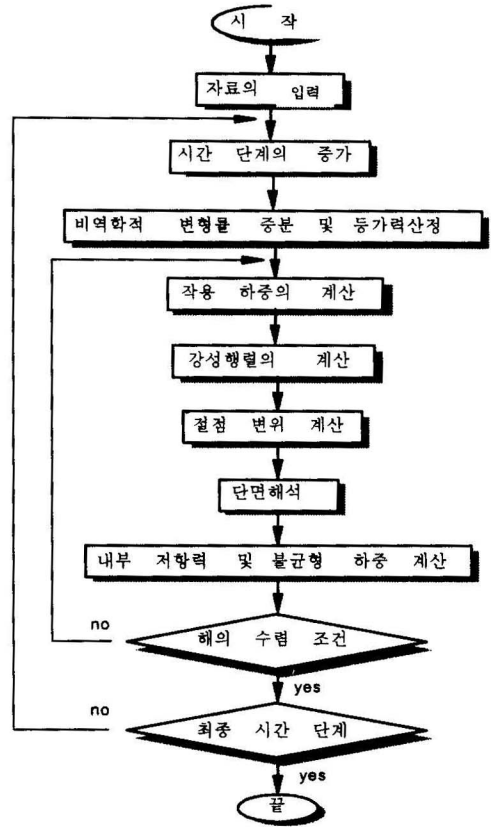 시 작
자료의 입력
시간 단계의 증가
비역학적 변형률 증분 및 등가력산정
작용 하중의 계산
강성행렬의 계산
절점 변위 계산
단면해석
내부 저항력 및 불균형 하중 계산
no
해의 수렴 조건
yes
no
최종 시간 단계
yes
끝